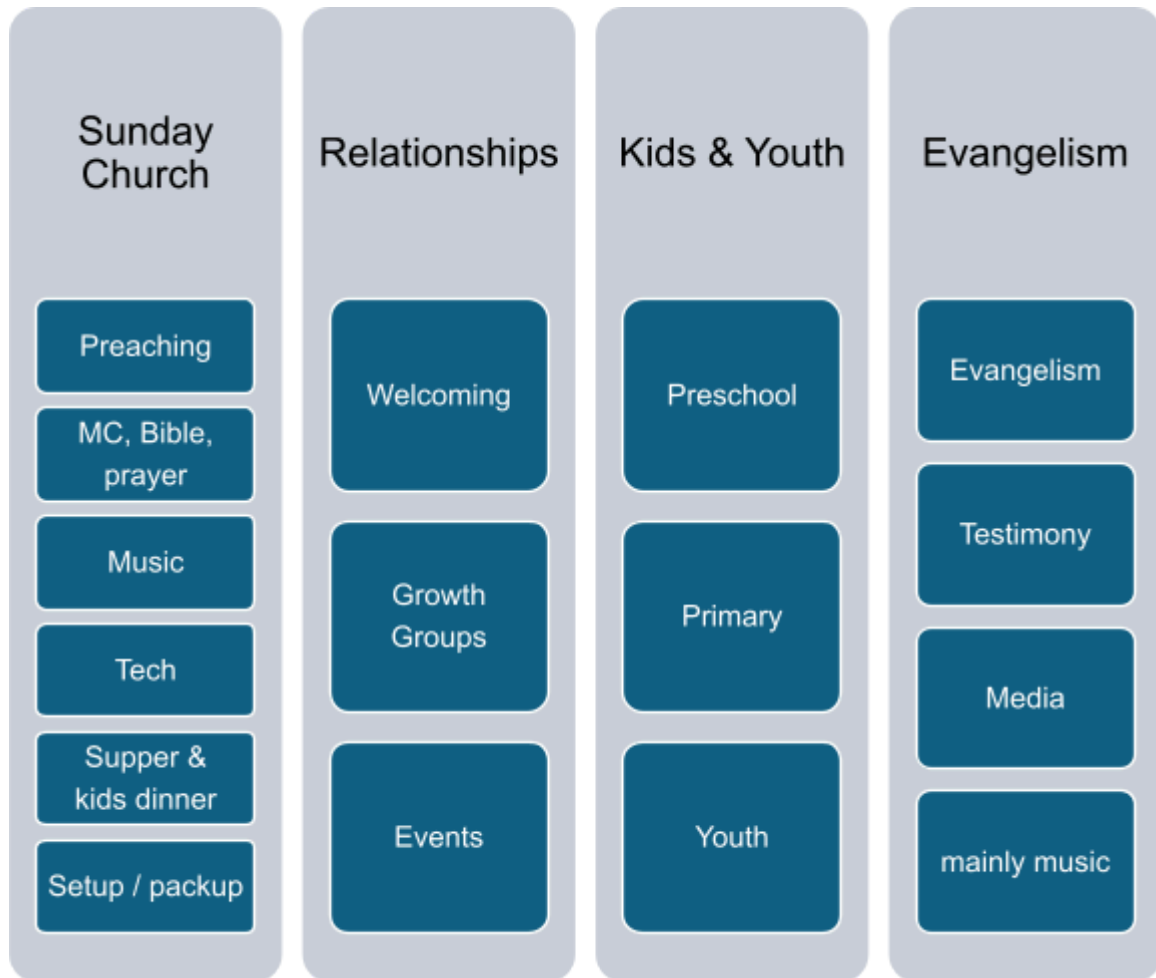 Sunday
Church
Preaching
MC, Bible,
prayer
Music
Tech
Supper &
kids dinner
Setup / packup
Relationships
Welcoming
Growth
Groups
Events
Kids & Youth
Preschool
Primary
Youth
Evangelism
Evangelism
Testimony
Media
mainly music